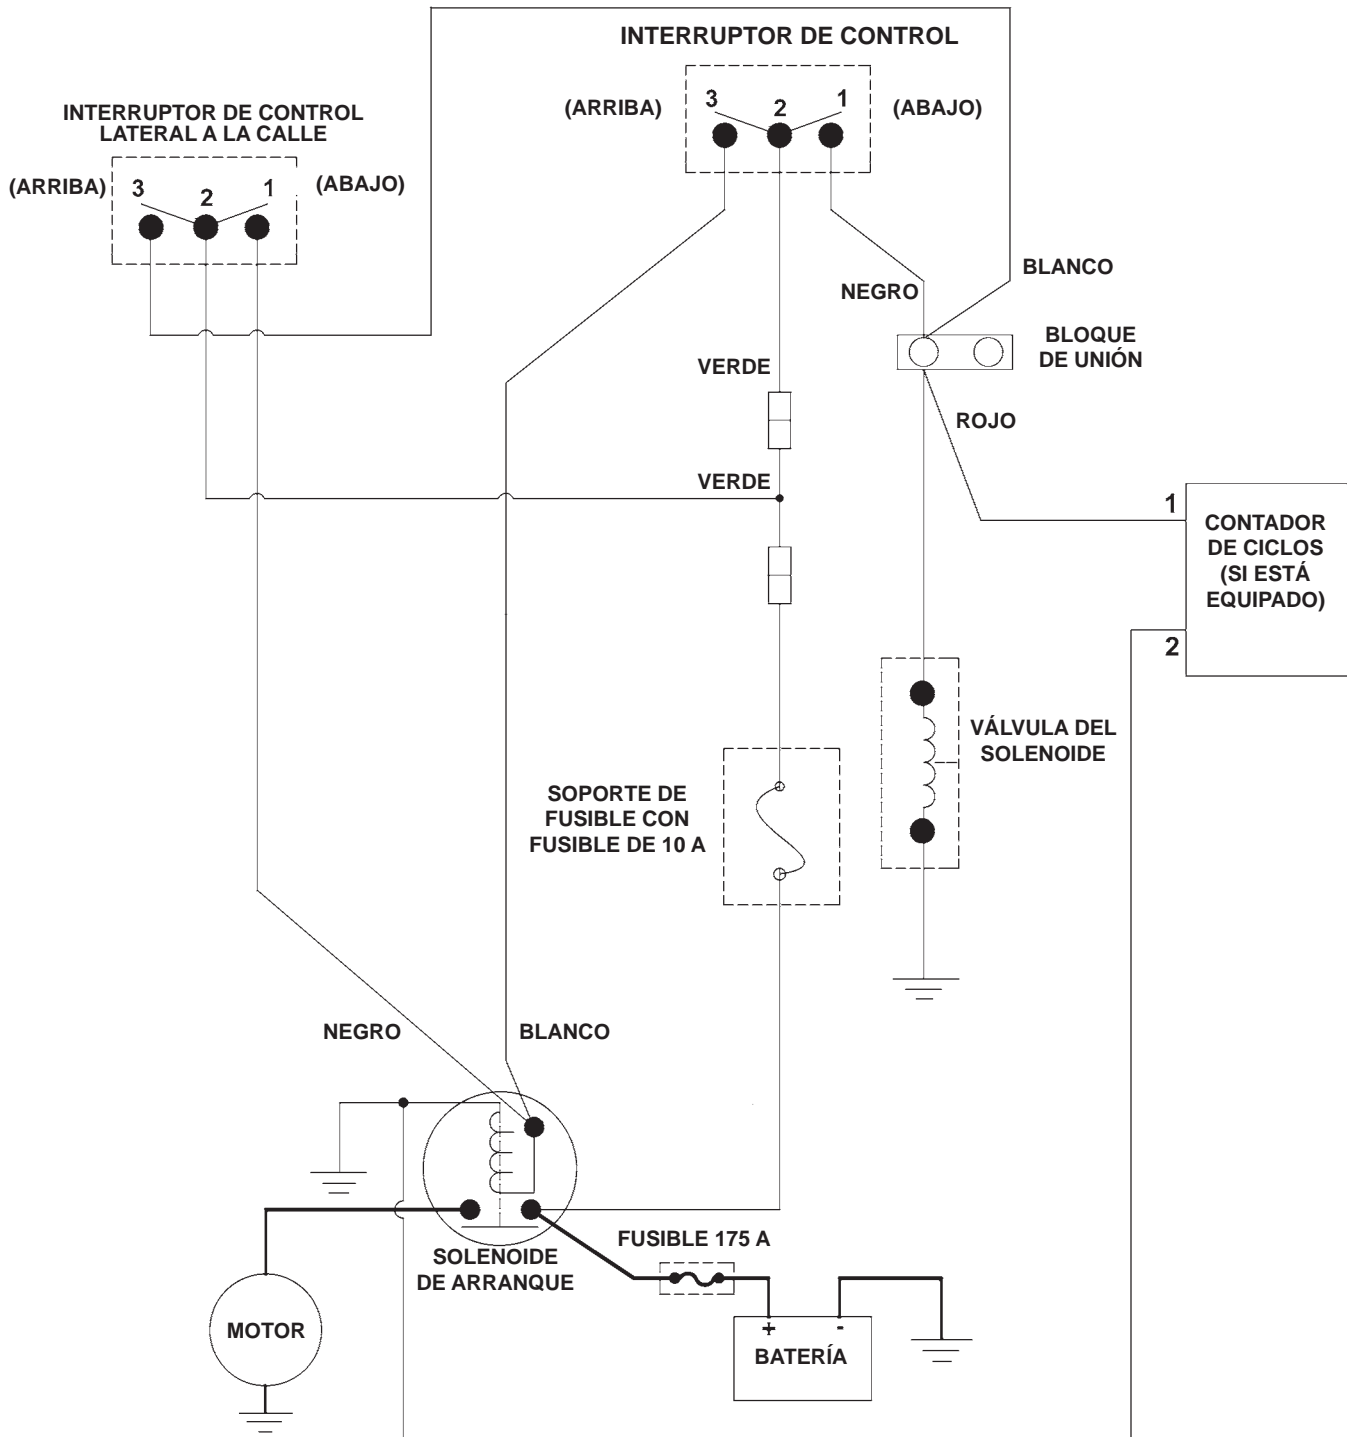 INTERRUPTOR DE CONTROL
(ARRIBA)
3
2
1
(ABAJO)
INTERRUPTOR DE CONTROL
LATERAL A LA CALLE
(ARRIBA)
3
2
1
(ABAJO)
BLANCO
NEGRO
BLOQUE
DE UNIÓN
VERDE
ROJO
VERDE
1
CONTADOR
DE CICLOS
(SI ESTÁ
EQUIPADO)
2
VÁLVULA DEL
SOLENOIDE
SOPORTE DE
FUSIBLE CON
FUSIBLE DE 10 A
NEGRO
BLANCO
SOLENOIDE
DE ARRANQUE
FUSIBLE 175 A
MOTOR
+
-
BATERÍA